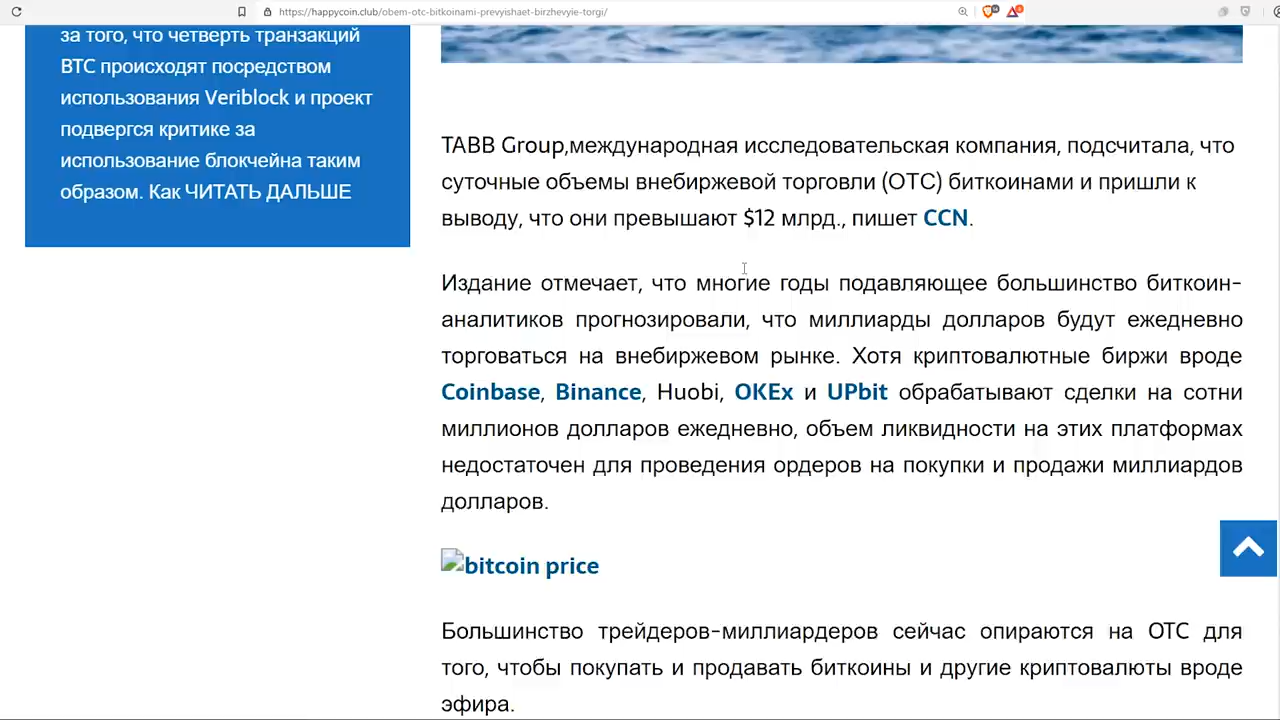 https://happycoin.club/obem-otc-bitkoinami-prevyishaet-birzhevyie-torgi/
за того, что четверть транзакций
BTC происходят посредством
использования Veriblock и проект
подвергся критике за
использование блокчейна таким
образом. Как ЧИТАТЬ ДАЛЬШЕ
TABB Group,международная исследовательская компания, подсчитала, что
суточные объемы внебиржевой торговли (OTC) биткоинами и пришли к
выводу, что они превышают $12 млрд., пишет CCN.
Издание отмечает, что многие годы подавляющее большинство биткоин-
аналитиков прогнозировали, что миллиарды долларов будут ежедневно
торговаться на внебиржевом рынке. Хотя криптовалютные биржи вроде
Coinbase, Binance, Huobi, OKEx и UPbit обрабатывают сделки на сотни
миллионов долларов ежедневно, объем ликвидности на этих платформах
недостаточен для проведения ордеров на покупки и продажи миллиардов
долларов.
bitcoin price
Большинство трейдеров-миллиардеров сейчас опираются на OTC для
того, чтобы покупать и продавать биткоины и другие криптовалюты вроде
эфира.